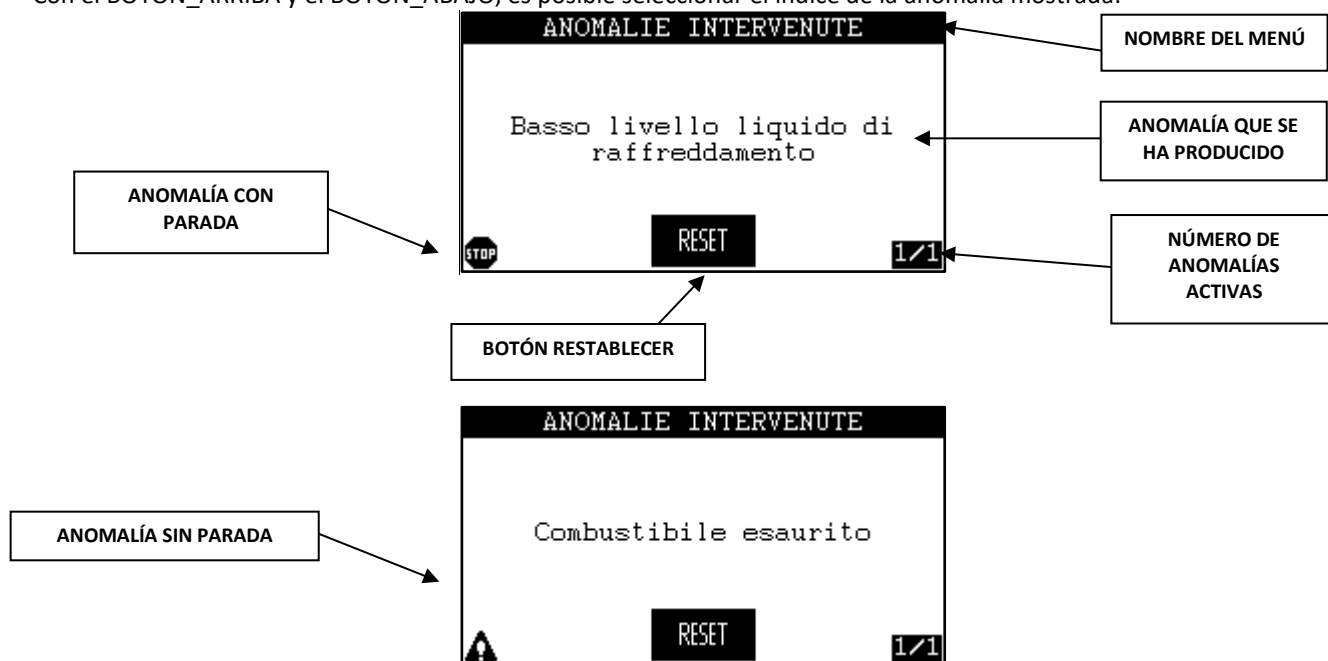 Con el BOTÓN_ARRIBA y el BOTÓN_ABAJO, es posible seleccionar el índice de la anomalía mostrada.
ANOMALIE INTERVENUTE
NOMBRE DEL MENÚ
Basso livello liquido di
raffreddamento
ANOMALÍA QUE SE
HA PRODUCIDO
ANOMALÍA CON
PARADA
STOP
RESET
1/1
NÚMERO DE
ANOMALÍAS
ACTIVAS
BOTÓN RESTABLECER
ANOMALIE INTERVENUTE
Combustibile esaurito
ANOMALÍA SIN PARADA
RESET
1/1